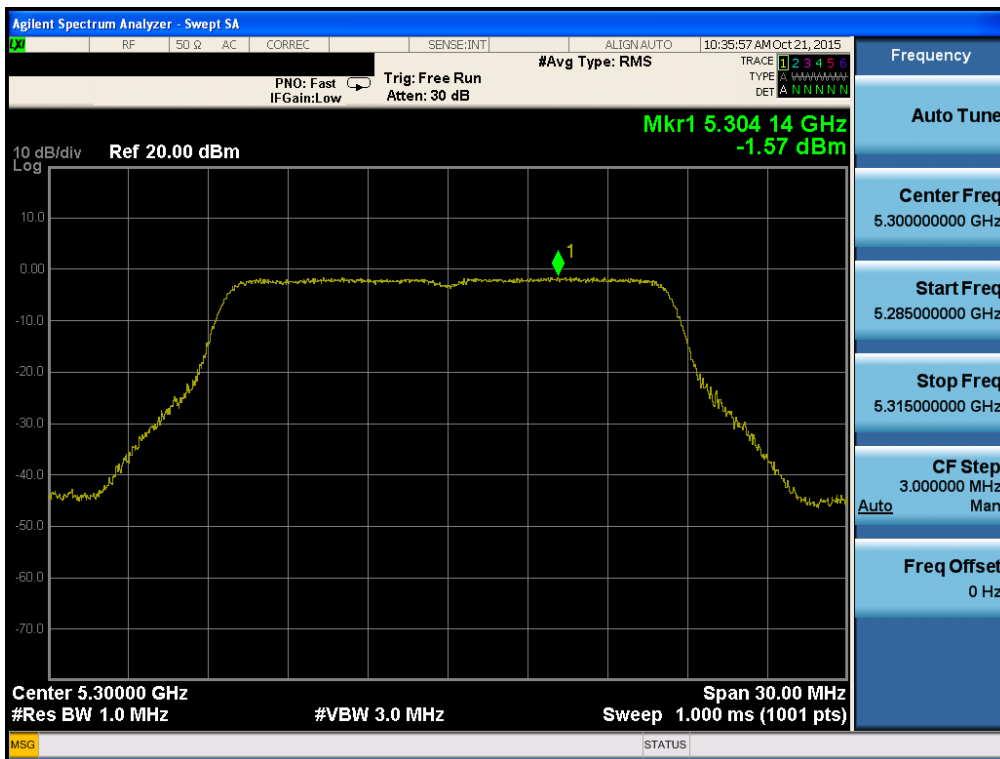 Agilent Spectrum Analyzer - Swept SA
LXI RF 50 Ω AC CORREC SENSE:INT ALIGN AUTO 10:35:57 AM Oct 21, 2015
#Avg Type: RMS
TRACE 1 2 3 4 5 6
TYPE A WWWWW
DET A N N N N N
PNO: Fast
IFGain:Low
Trig: Free Run
Atten: 30 dB
Mkr1 5.304 14 GHz
-1.57 dBm
10 dB/div Ref 20.00 dBm
Log
10.0
0.00
-10.0
-20.0
-30.0
-40.0
-50.0
-60.0
-70.0
1
Center 5.30000 GHz Span 30.00 MHz
#Res BW 1.0 MHz #VBW 3.0 MHz Sweep 1.000 ms (1001 pts)
MSG STATUS
Frequency
Auto Tune
Center Freq
5.300000000 GHz
Start Freq
5.285000000 GHz
Stop Freq
5.315000000 GHz
CF Step
3.000000 MHz
Auto Man
Freq Offset
0 Hz